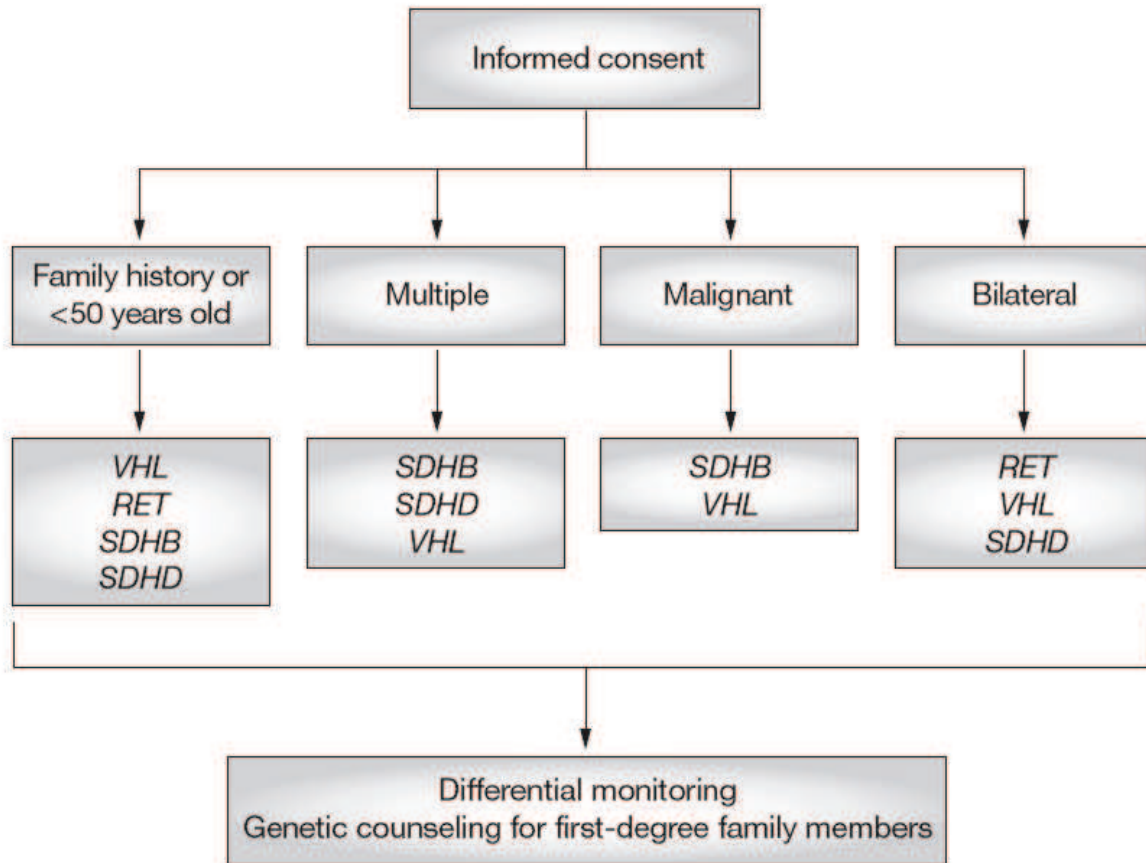 Informed consent
Family history or
<50 years old
Multiple
Malignant
Bilateral
VHL
RET
SDHB
SDHD
SDHB
SDHD
VHL
SDHB
VHL
RET
VHL
SDHD
Differential monitoring
Genetic counseling for first-degree family members